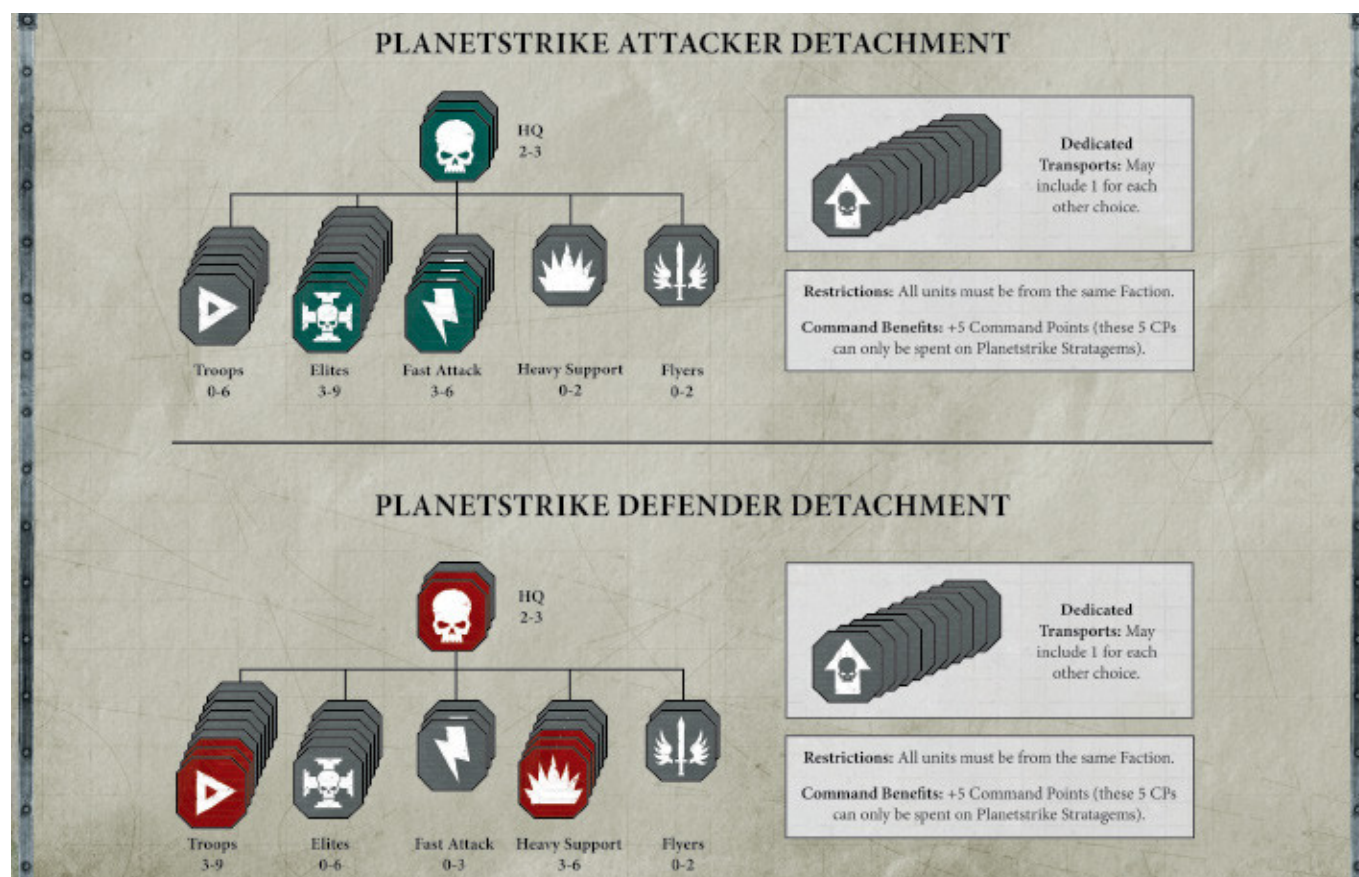 PLANETSTRIKE ATTACKER DETACHMENT
HQ
2-3
Troops
0-6
Elites
3-9
Fast Attack
3-6
Heavy Support
0-2
Flyers
0-2
Dedicated
Transports: May
include 1 for each
other choice.
Restrictions: All units must be from the same Faction.
Command Benefits: +5 Command Points (these 5 CPs
can only be spent on Planetstrike Stratagems).
PLANETSTRIKE DEFENDER DETACHMENT
HQ
2-3
Troops
3-9
Elites
0-6
Fast Attack
0-3
Heavy Support
3-6
Flyers
0-2
Dedicated
Transports: May
include 1 for each
other choice.
Restrictions: All units must be from the same Faction.
Command Benefits: +5 Command Points (these 5 CPs
can only be spent on Planetstrike Stratagems).